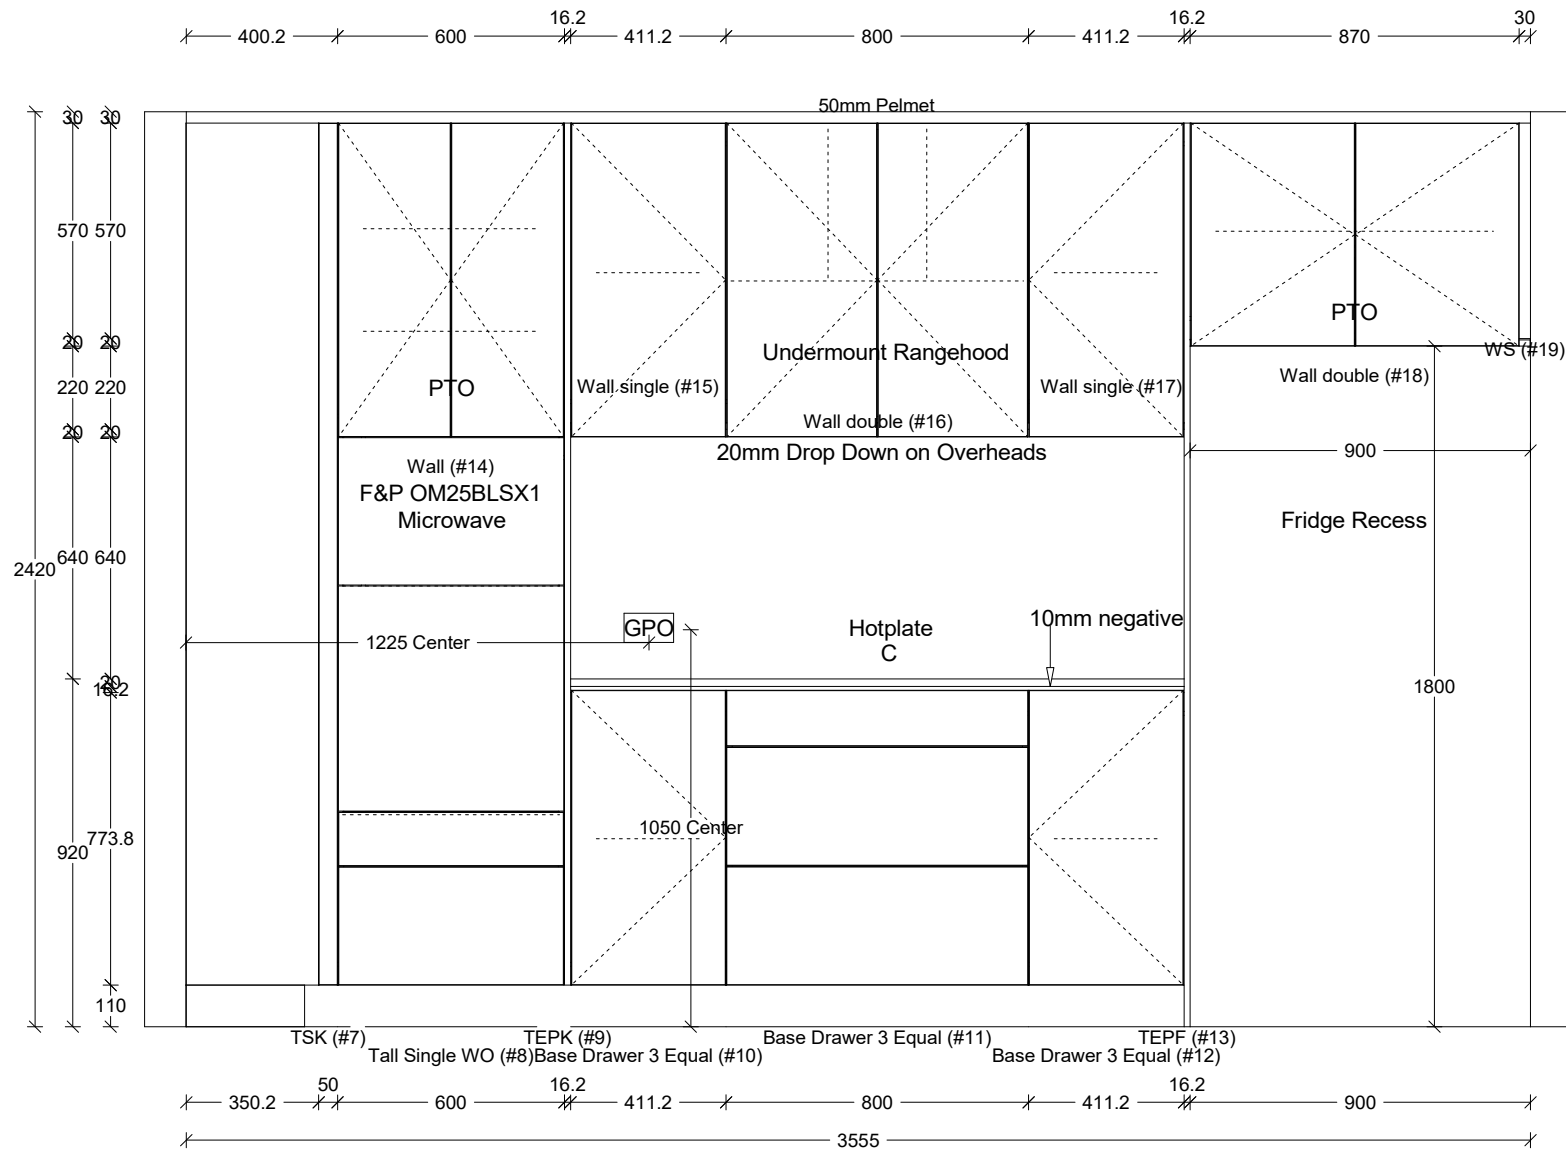 16.2
16.2
30
400.2
600
411.2
800
411.2
870
50mm Pelmet
30
30
570
570
PTO
20
20
Undermount Rangehood
WS (#19)
220
220
PTO
Wall single (#15)
Wall single (#17)
Wall double (#18)
Wall double (#16)
20
20
20mm Drop Down on Overheads
900
Wall (#14)
F&P OM25BLSX1
Microwave
Fridge Recess
640
640
2420
10mm negative
GPO
Hotplate
1225 Center
C
20
16.2
1800
1050 Center
773.8
920
110
TSK (#7)
TEPK (#9)
Base Drawer 3 Equal (#11)
TEPF (#13)
Tall Single WO (#8)
Base Drawer 3 Equal (#10)
Base Drawer 3 Equal (#12)
50
16.2
16.2
350.2
600
411.2
800
411.2
900
3555